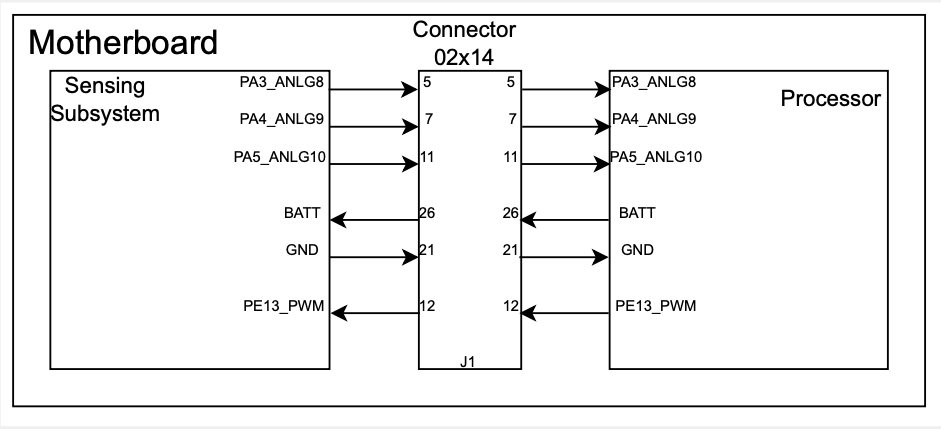 Motherboard
Connector
02x14
Sensing
Subsystem
Processor
PA3_ANLG8 5 5 PA3_ANLG8
PA4_ANLG9 7 7 PA4_ANLG9
PA5_ANLG10 11 11 PA5_ANLG10
BATT 26 26 BATT
GND 21 21 GND
PE13_PWM 12 12 PE13_PWM
J1